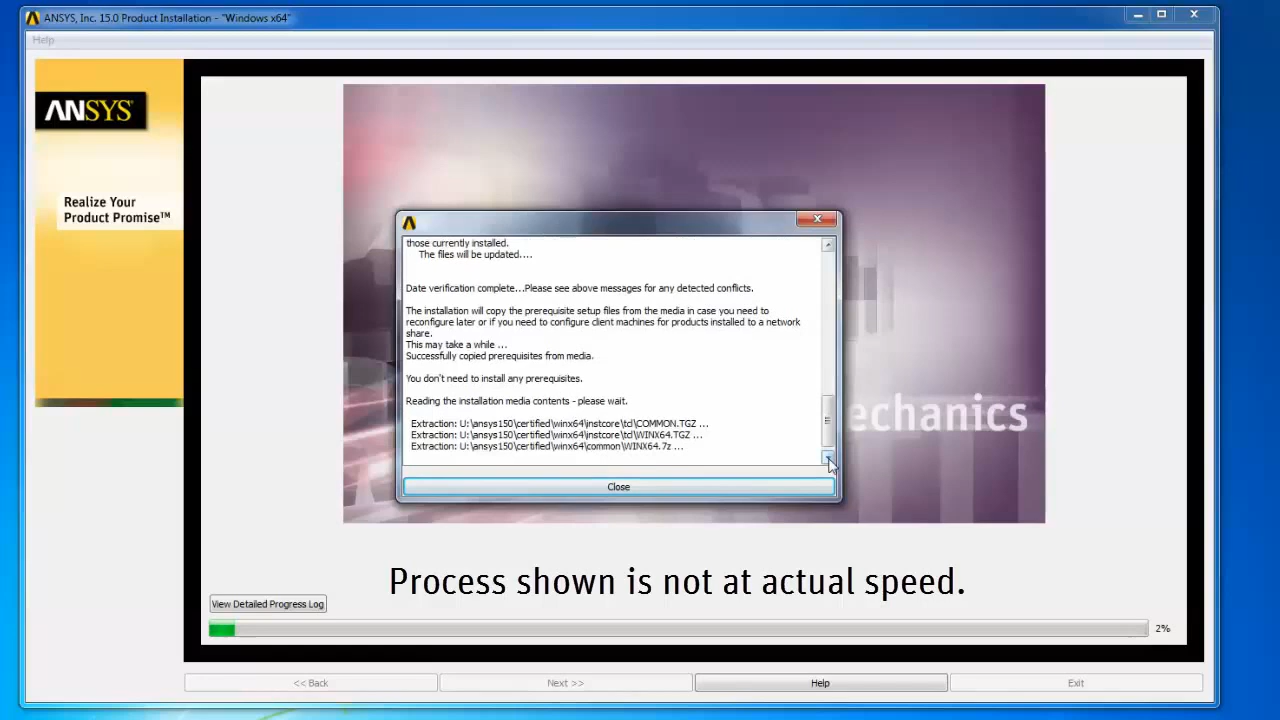 ANSYS, Inc. 15.0 Product Installation - "Windows x64"
Help
ANSYS
Realize Your
Product Promise™
those currently installed.
The files will be updated....
Date verification complete...Please see above messages for any detected conflicts.
The installation will copy the prerequisite setup files from the media in case you need to
reconfigure later or if you need to configure client machines for products installed to a network
share.
This may take a while ...
Successfully copied prerequisites from media.
You don't need to install any prerequisites.
Reading the installation media contents - please wait.
Extraction: U:\ansys150\certified\winx64\instcore\tcl\COMMON.TGZ ...
Extraction: U:\ansys150\certified\winx64\instcore\tcl\WINX64.TGZ ...
Extraction: U:\ansys150\certified\winx64\common\WINX64.7z ...
Close
echanics
Process shown is not at actual speed.
View Detailed Progress Log
2%
<< Back
Next >>
Help
Exit